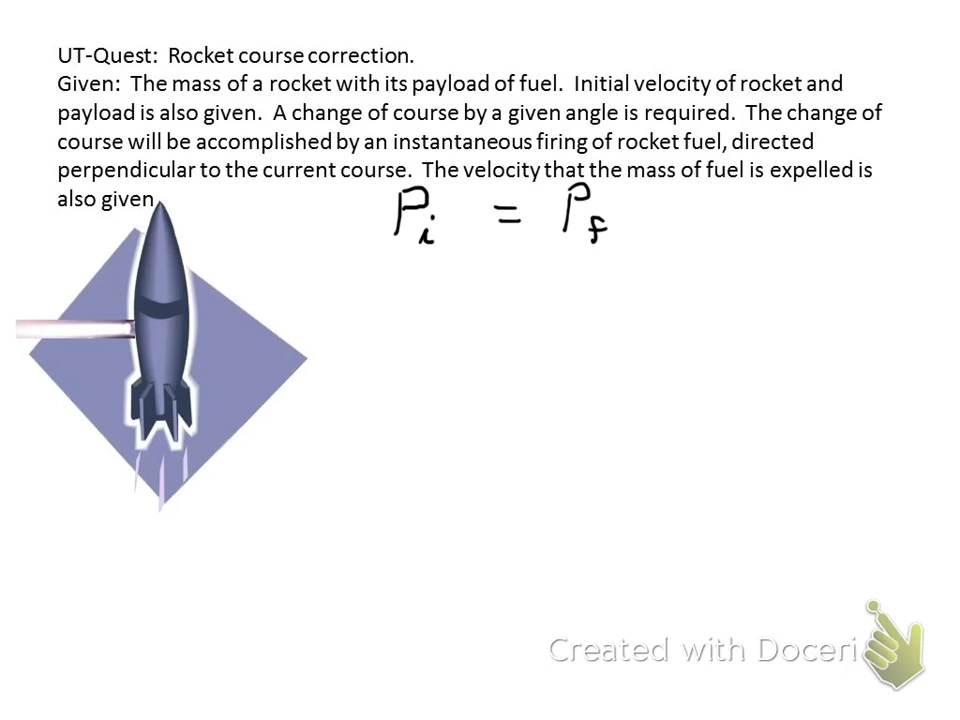 UT-Quest: Rocket course correction.
Given: The mass of a rocket with its payload of fuel. Initial velocity of rocket and
payload is also given. A change of course by a given angle is required. The change of
course will be accomplished by an instantaneous firing of rocket fuel, directed
perpendicular to the current course. The velocity that the mass of fuel is expelled is
also given.
Pi = Pf
Created with Doceri